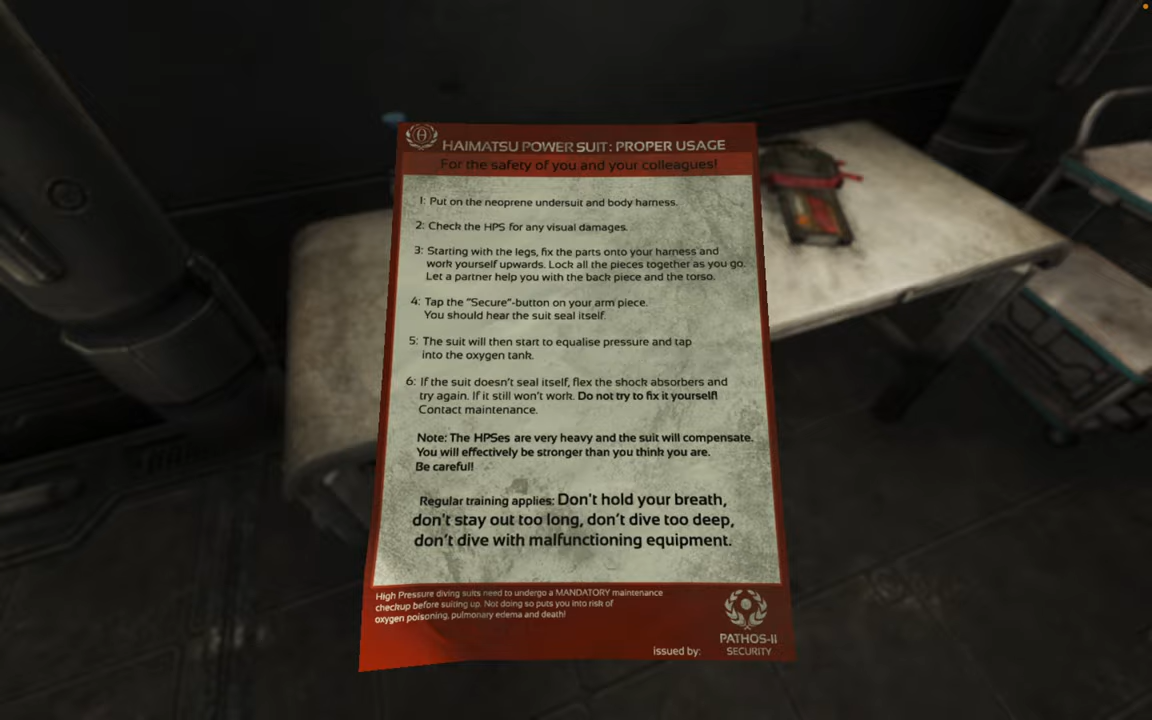 HAIMATSU POWER SUIT: PROPER USAGE
For the safety of you and your colleagues!
1: Put on the neoprene undersuit and body harness.
2: Check the HPS for any visual damages.
3: Starting with the legs, fix the parts onto your harness and
work yourself upwards. Lock all the pieces together as you go.
Let a partner help you with the back piece and the torso.
4: Tap the "Secure"-button on your arm piece.
You should hear the suit seal itself.
5: The suit will then start to equalise pressure and tap
into the oxygen tank.
6: If the suit doesn't seal itself, flex the shock absorbers and
try again. If it still won't work. Do not try to fix it yourself!
Contact maintenance.
Note: The HPSes are very heavy and the suit will compensate.
You will effectively be stronger than you think you are.
Be careful!
Regular training applies: Don't hold your breath,
don't stay out too long, don't dive too deep,
don't dive with malfunctioning equipment.
High Pressure diving suits need to undergo a MANDATORY maintenance
checkup before suiting up. Not doing so puts you into risk of
oxygen poisoning, pulmonary edema and death!
issued by:
PATHOS-II
SECURITY